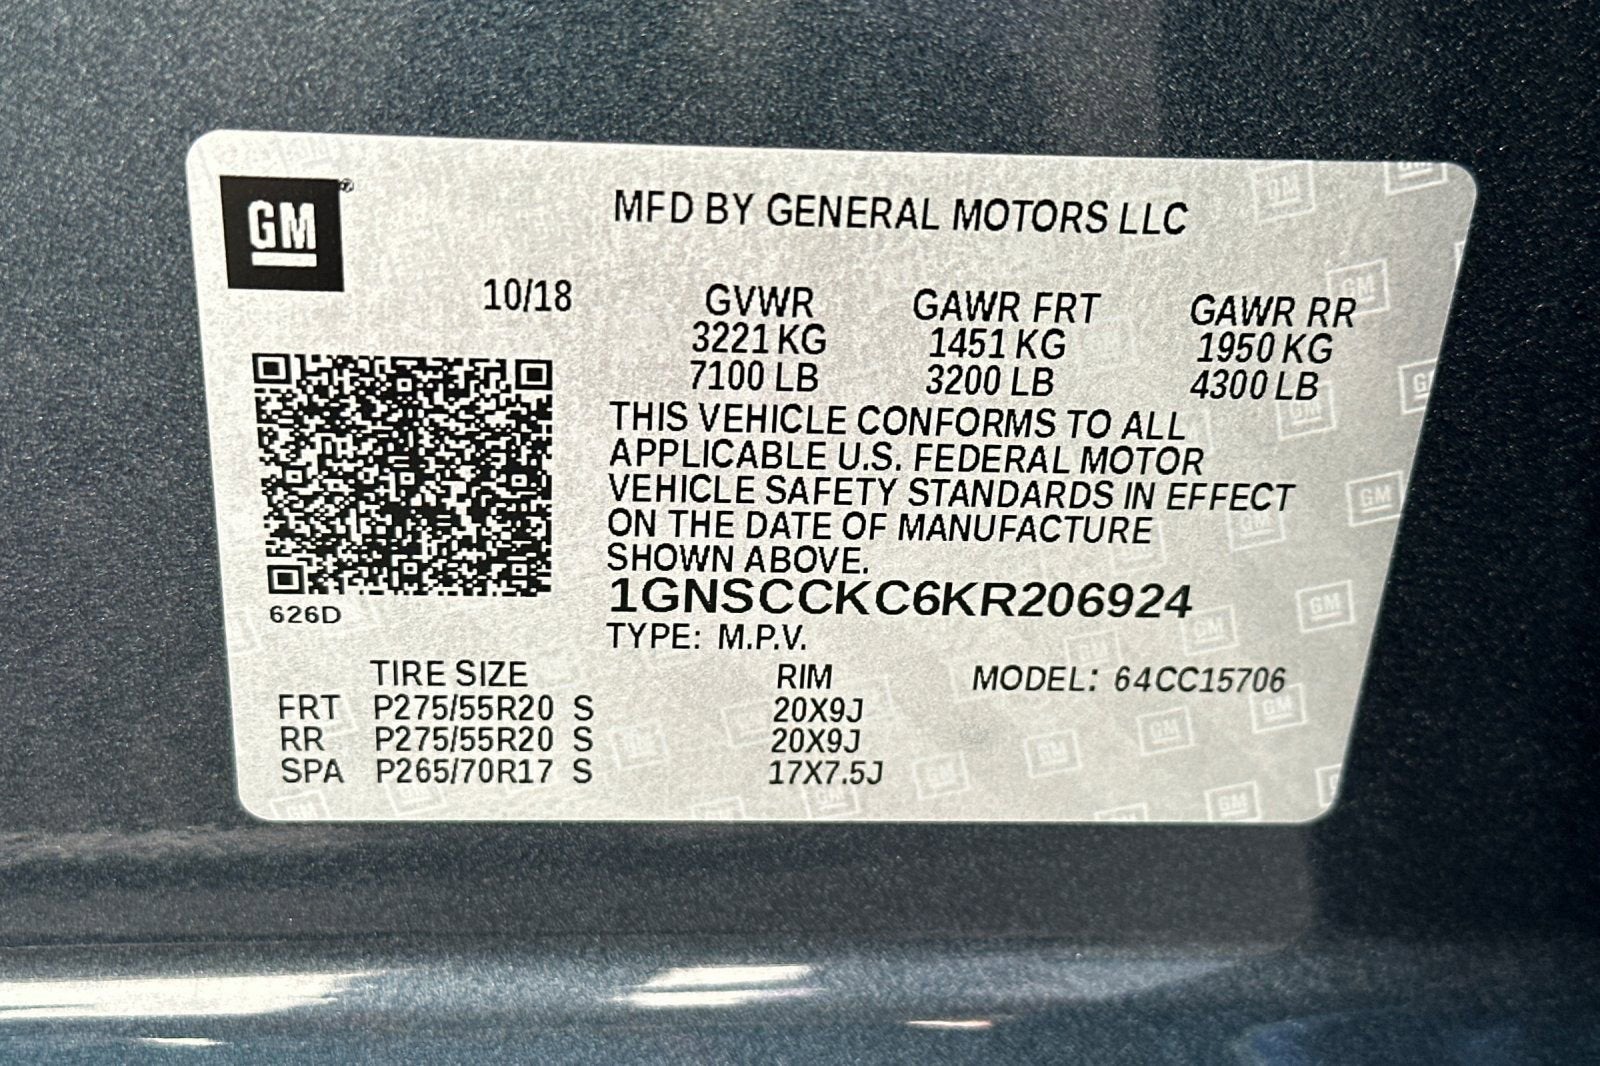 GM®
MFD BY GENERAL MOTORS LLC
10/18
GVWR GAWR FRT GAWR RR
3221 KG 1451 KG 1950 KG
7100 LB 3200 LB 4300 LB
THIS VEHICLE CONFORMS TO ALL
APPLICABLE U.S. FEDERAL MOTOR
VEHICLE SAFETY STANDARDS IN EFFECT
ON THE DATE OF MANUFACTURE
SHOWN ABOVE.
1GNSCCKC6KR206924
626D
TYPE: M.P.V.
TIRE SIZE RIM MODEL: 64CC15706
FRT P275/55R20 S 20X9J
RR P275/55R20 S 20X9J
SPA P265/70R17 S 17X7.5J